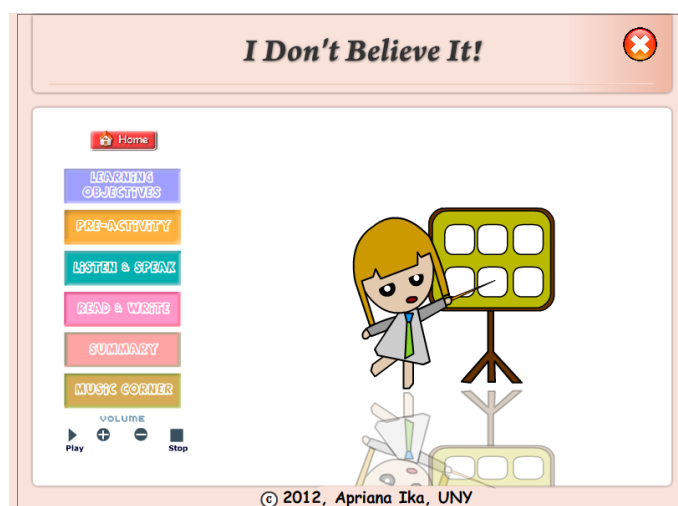 I Don't Believe It!
Home
LEARNING
OBJECTIVES
PRE-ACTIVITY
LISTEN & SPEAK
READ & WRITE
SUMMARY
MUSIC CORNER
VOLUME
Play
Stop
© 2012, Apriana Ika, UNY